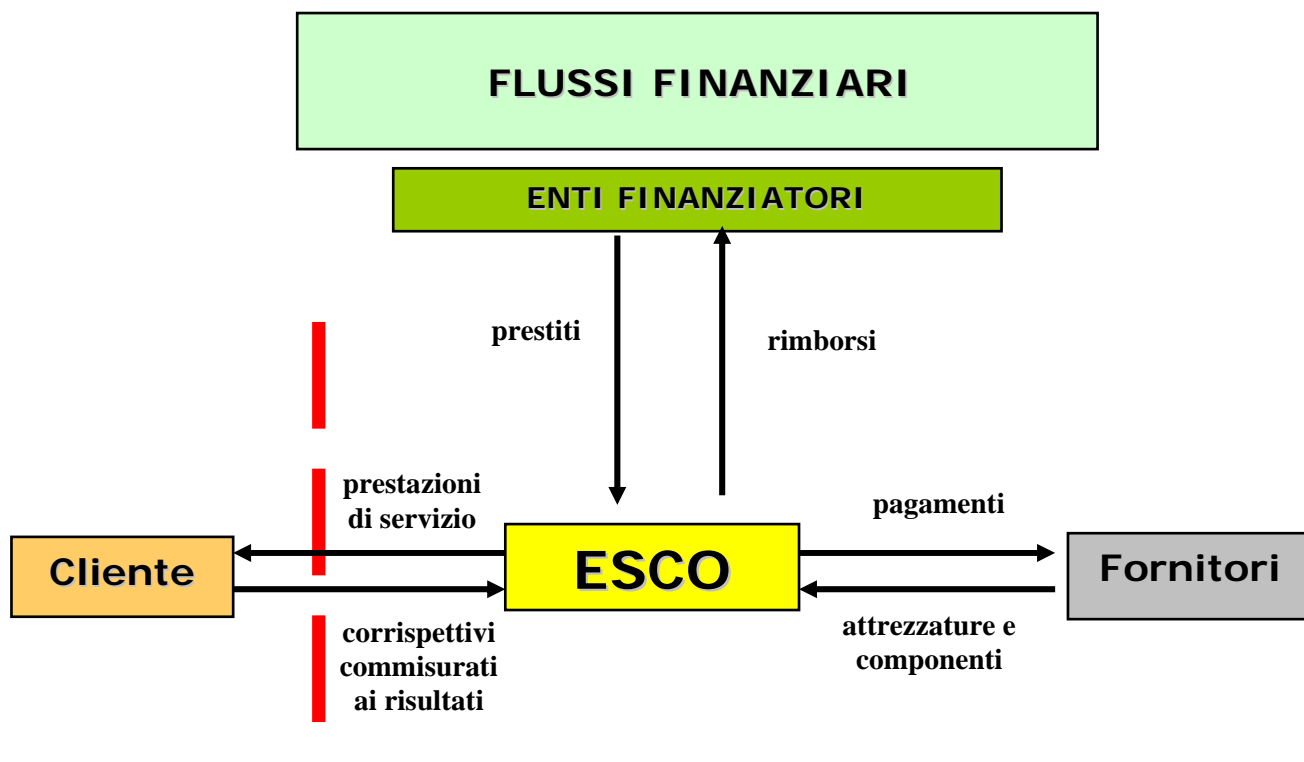 FLUSSI FINANZIARI
ENTI FINANZIATORI
prestiti
rimborsi
prestazioni
di servizio
pagamenti
Cliente
ESCO
Fornitori
corrispettivi
commisurati
ai risultati
attrezzature e
componenti